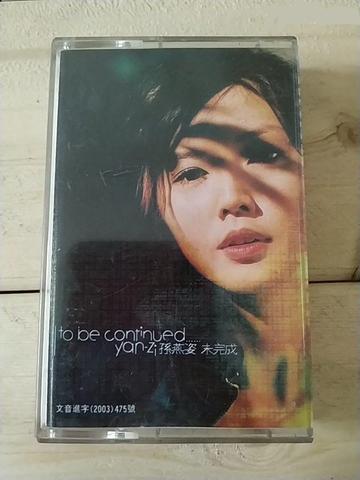 to be continued......
yan-zi 孫燕姿 未完成
文音進字(2003)475號